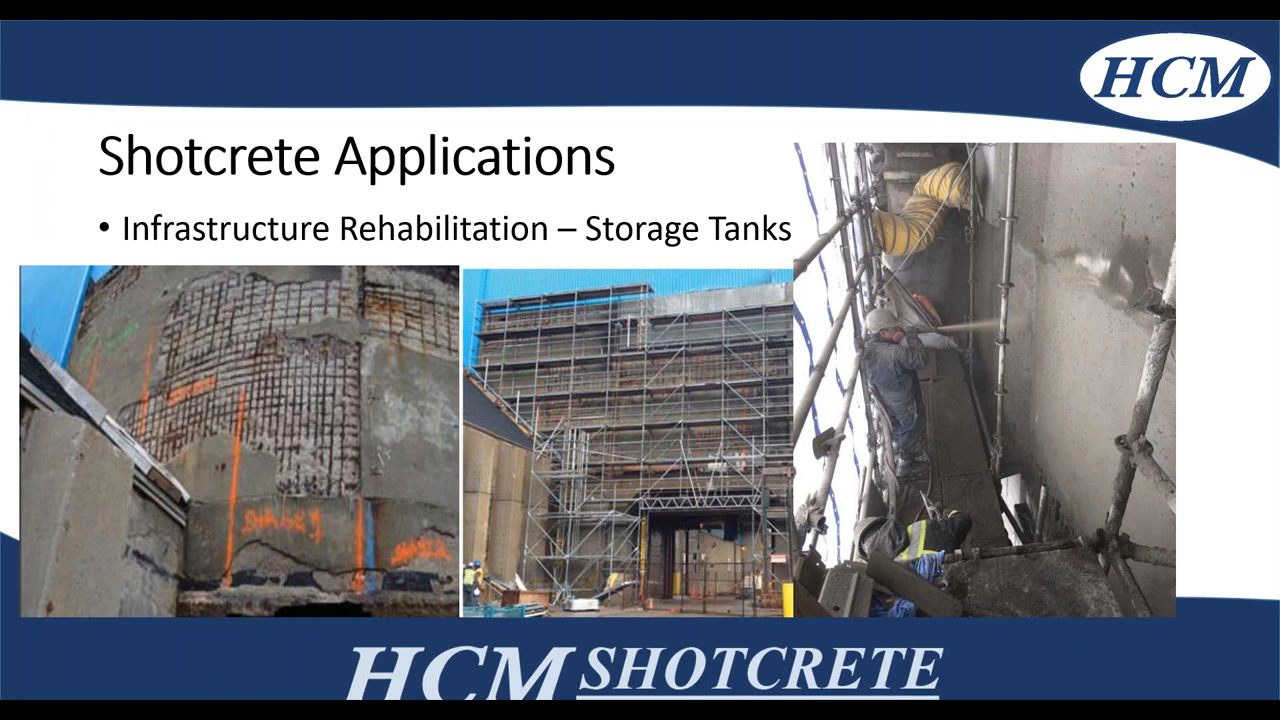 HCM
Shotcrete Applications
• Infrastructure Rehabilitation – Storage Tanks
HCM SHOTCRETE